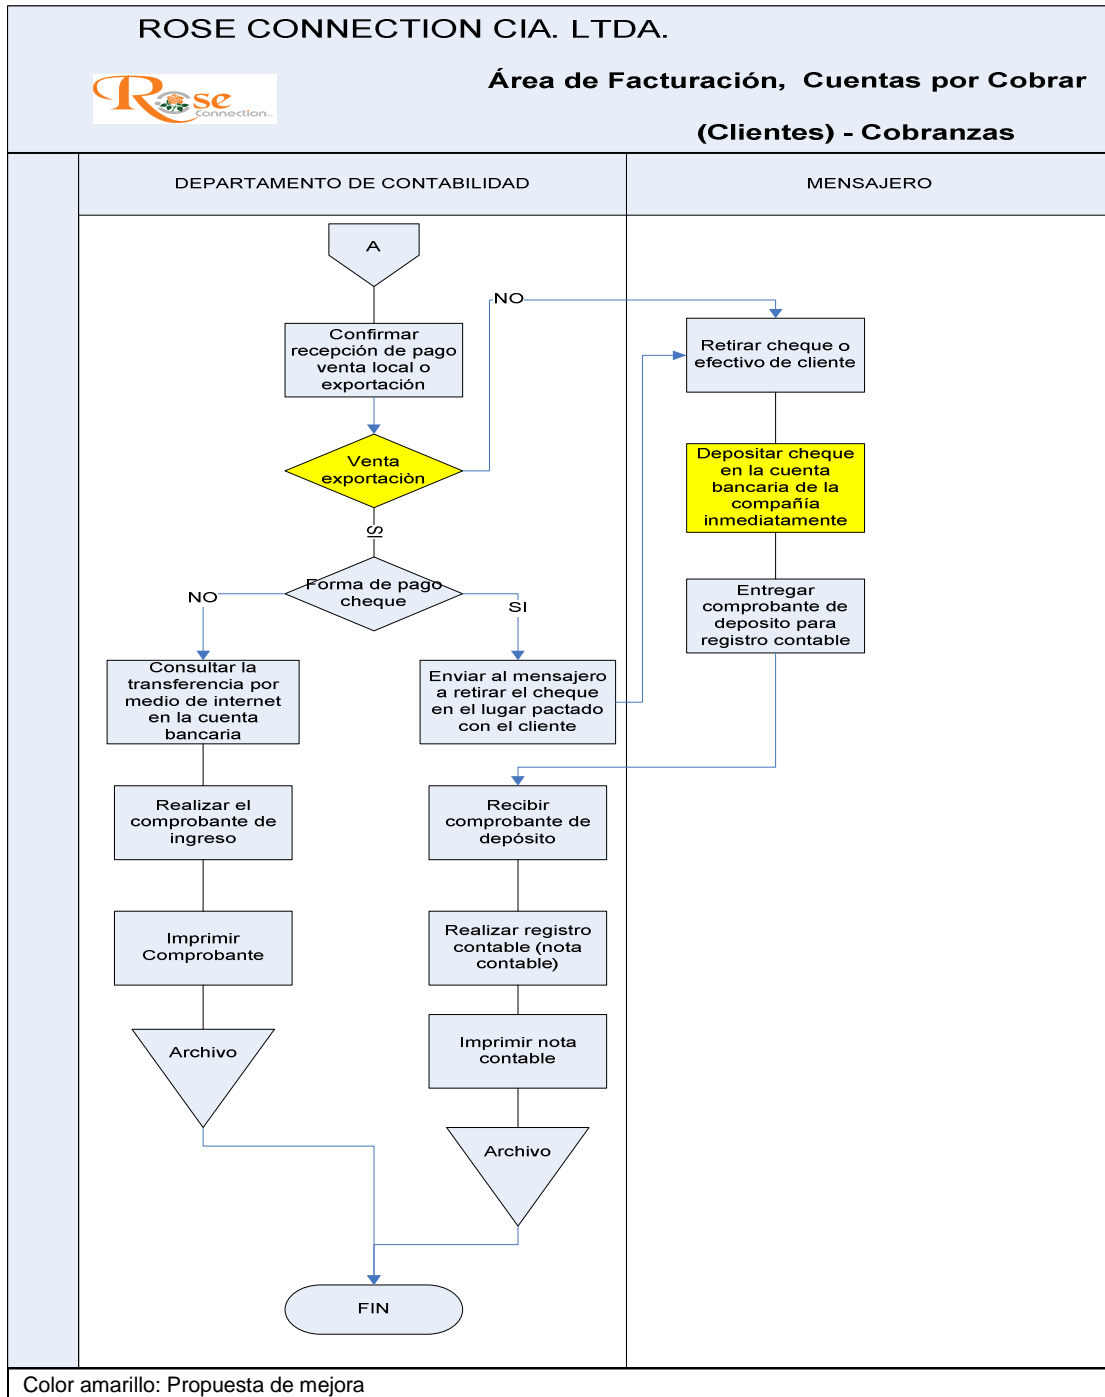 ROSE CONNECTION CIA. LTDA.
Rose
Connection
Área de Facturación, Cuentas por Cobrar
(Clientes) - Cobranzas
DEPARTAMENTO DE CONTABILIDAD
MENSAJERO
A
NO
Confirmar
recepción de pago
venta local o
exportación
Retirar cheque o
efectivo de cliente
Venta
exportaciòn
Depositar cheque
en la cuenta
bancaria de la
compañía
inmediatamente
SI
Forma de pago
cheque
NO
SI
Entregar
comprobante de
deposito para
registro contable
Consultar la
transferencia por
medio de internet
en la cuenta
bancaria
Enviar al mensajero
a retirar el cheque
en el lugar pactado
con el cliente
Realizar el
comprobante de
ingreso
Recibir
comprobante de
depósito
Imprimir
Comprobante
Realizar registro
contable (nota
contable)
Archivo
Imprimir nota
contable
Archivo
FIN
Color amarillo: Propuesta de mejora